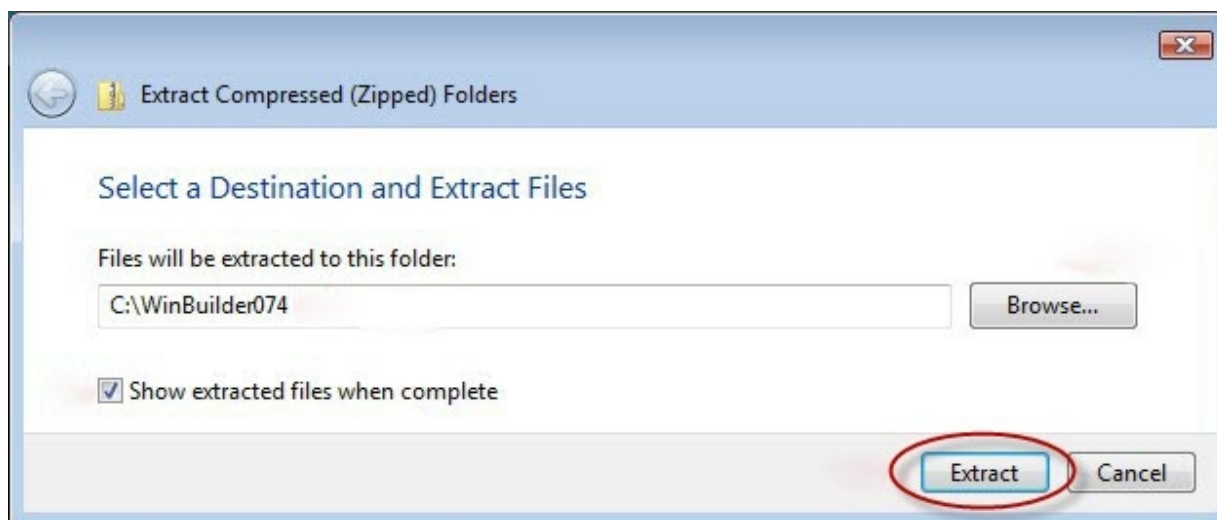 Extract Compressed (Zipped) Folders
Select a Destination and Extract Files
Files will be extracted to this folder:
C:\WinBuilder074
Browse...
Show extracted files when complete
Extract Cancel